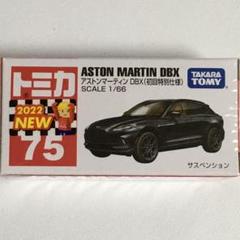 トミカ
2022
NEW
75
ASTON MARTIN DBX
アストンマーティン DBX(初回特別仕様)
SCALE 1/66
TAKARA
TOMY
サスペンション